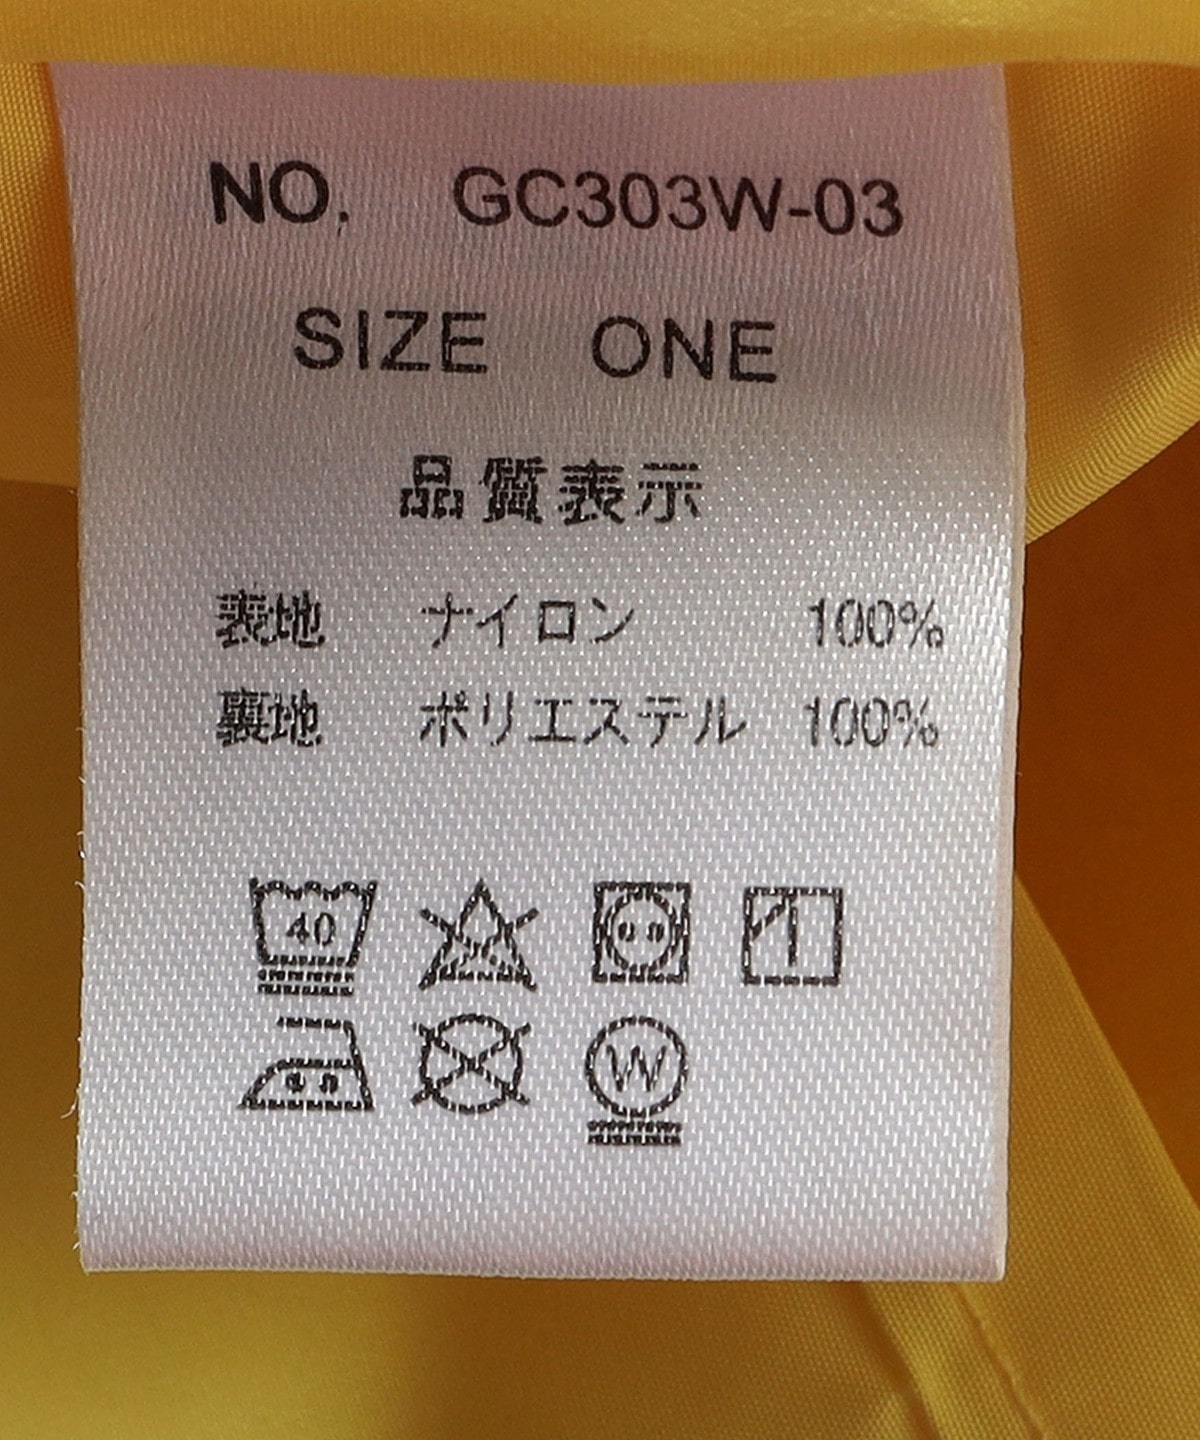 NO. GC303W-03
SIZE ONE
品質表示
表地 ナイロン 100%
裏地 ポリエステル 100%
40
W